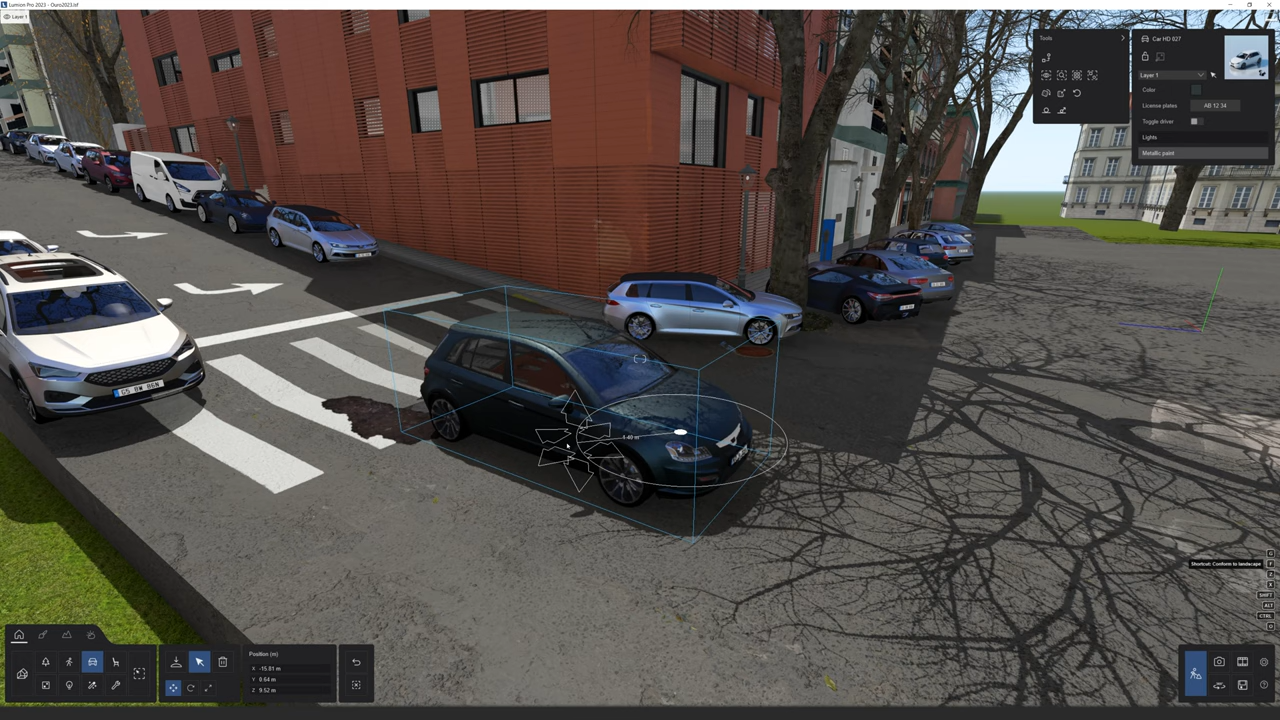 Lumion Pro 2023 - Ouro2023.lsf
Layer 1
Tools
Car HD 027
Layer 1
Color
License plates AB 12 34
Toggle driver
Lights
Metallic paint
Shortcut: Conform to landscape
G
F
Z
X
SHIFT
ALT
CTRL
Position (m)
X -15.81 m
Y 0.64 m
Z 9.52 m